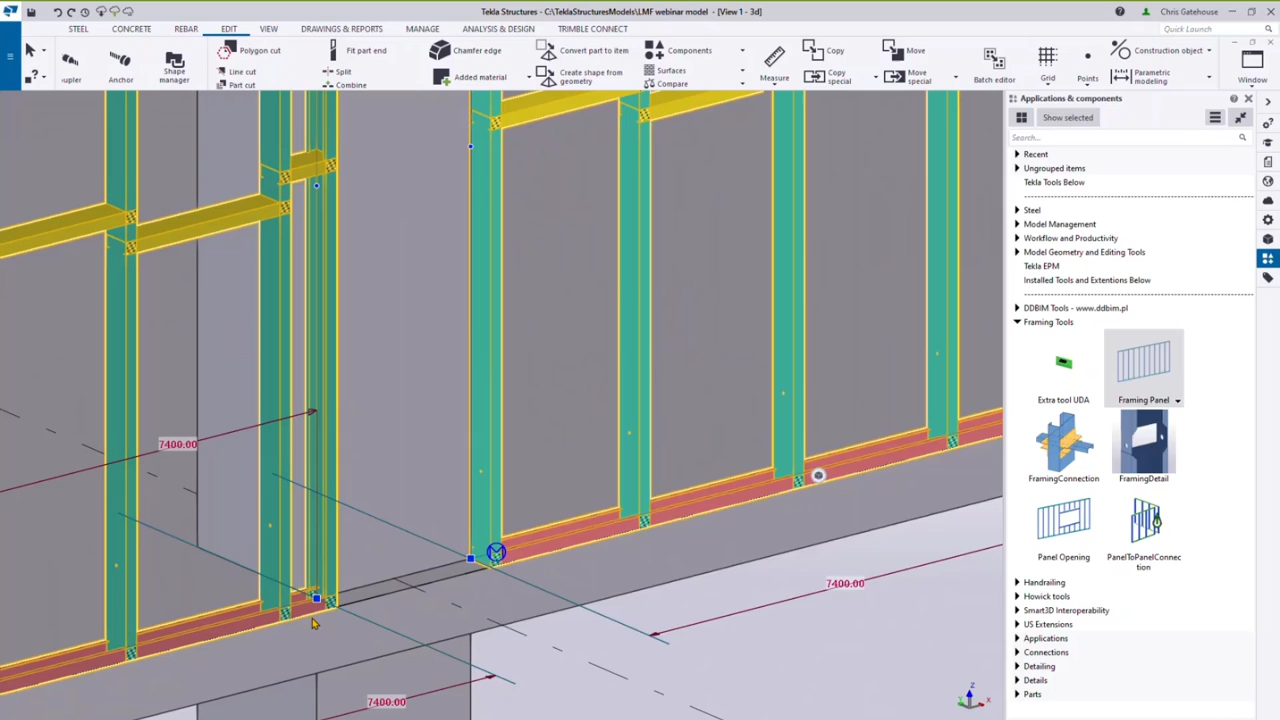 Tekla Structures - C:\TeklaStructuresModels\LMF webinar model - [View 1 - 3d]
Chris Gatehouse
STEEL CONCRETE REBAR EDIT VIEW DRAWINGS & REPORTS MANAGE ANALYSIS & DESIGN TRIMBLE CONNECT
Quick Launch
Polygon cut Fit part end Chamfer edge Convert part to item Components Copy Move Construction object
upler Anchor Shape manager Line cut Split Added material Create shape from geometry Surfaces Measure Copy special Move special Batch editor Grid Points Parametric modeling Window
Part cut Combine Compare
Applications & components
Show selected
Search...
Recent
Ungrouped items
Tekla Tools Below
Steel
Model Management
Workflow and Productivity
Model Geometry and Editing Tools
Tekla EPM
Installed Tools and Extentions Below
DDBIM Tools - www.ddbim.pl
Framing Tools
Extra tool UDA Framing Panel
FramingConnection FramingDetail
Panel Opening PanelToPanelConnec
tion
Handrailing
Howick tools
Smart3D Interoperability
US Extensions
Applications
Connections
Detailing
Details
Parts
7400.00
7400.00
7400.00
Z
X